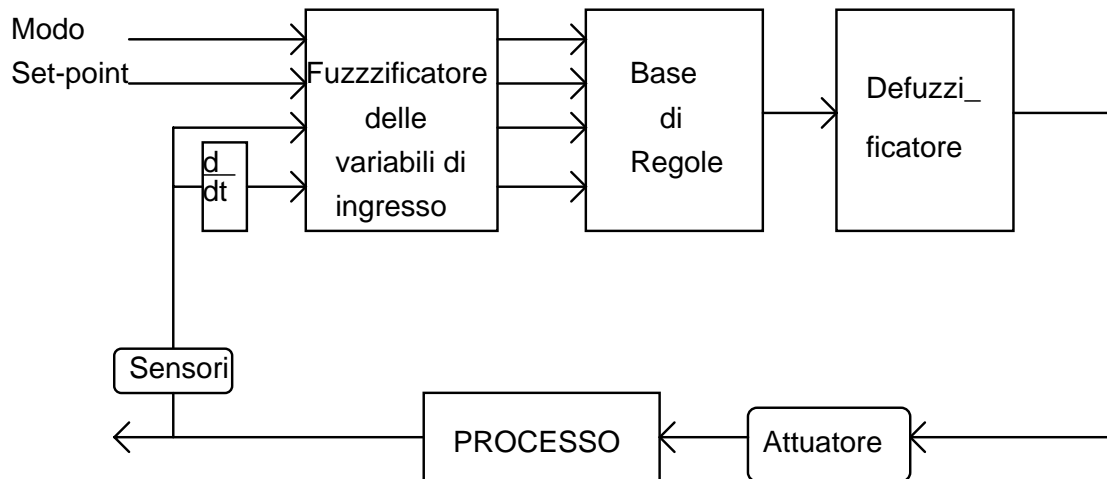 Modo
Set-point
Fuzzzificatore
delle
variabili di
ingresso
d
dt
Base
di
Regole
Defuzzi_
ficatore
Sensori
PROCESSO
Attuatore